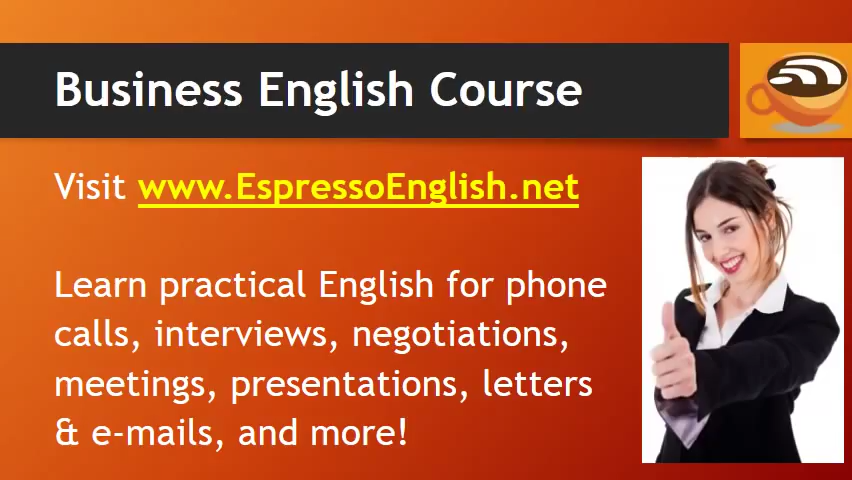 Business English Course
Visit www.EspressoEnglish.net
Learn practical English for phone
calls, interviews, negotiations,
meetings, presentations, letters
& e-mails, and more!